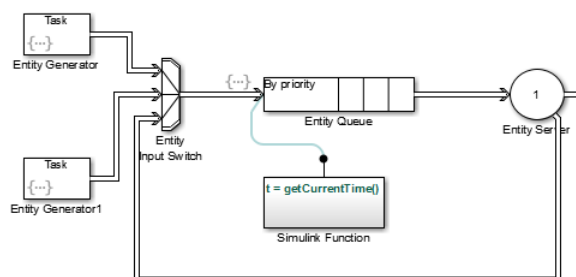 Task
{...}
Entity Generator
{...}
By priority
1
Entity Queue
Entity Server
Entity
Input Switch
Task
{...}
Entity Generator1
t = getCurrentTime()
Simulink Function